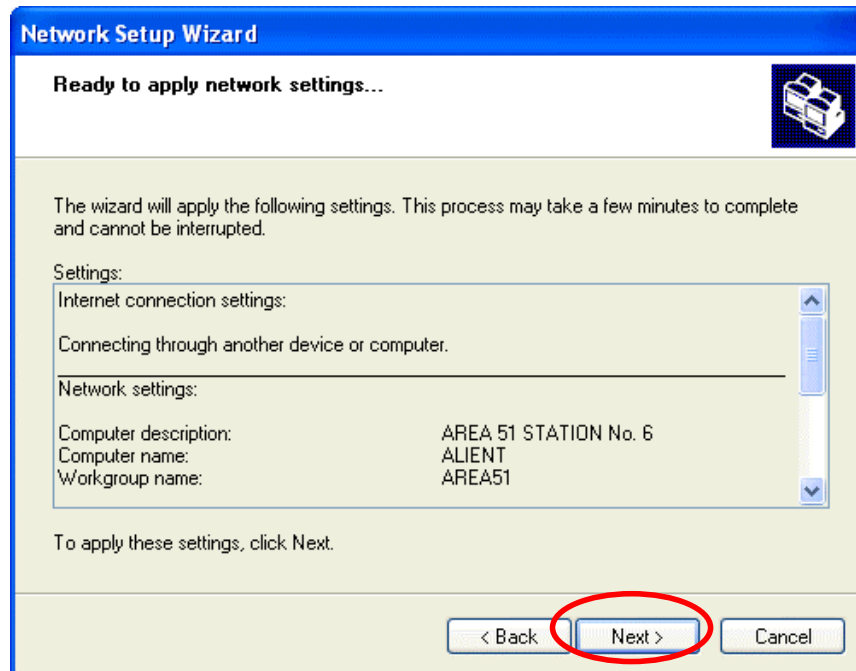 Network Setup Wizard
Ready to apply network settings...
The wizard will apply the following settings. This process may take a few minutes to complete
and cannot be interrupted.
Settings:
Internet connection settings:
Connecting through another device or computer.
Network settings:
Computer description: AREA 51 STATION No. 6
Computer name: ALIENT
Workgroup name: AREA51
To apply these settings, click Next.
< Back Next > Cancel